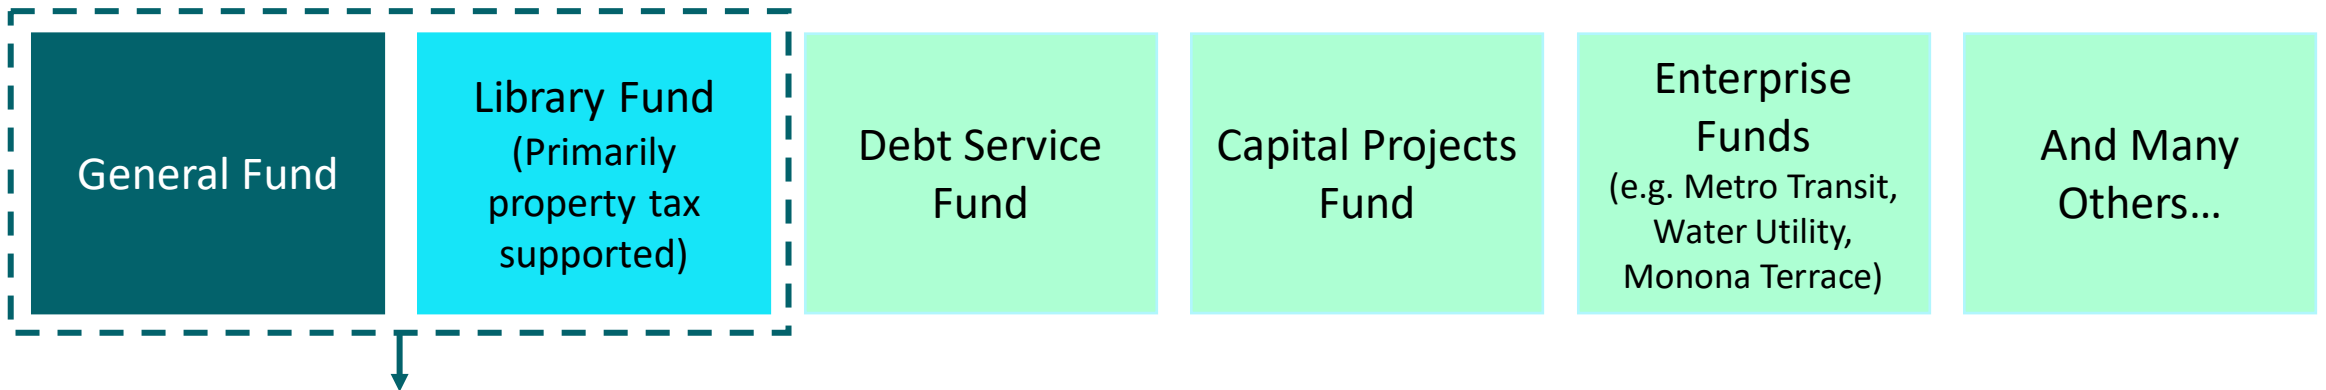 General Fund
Library Fund
(Primarily
property tax
supported)
Debt Service
Fund
Capital Projects
Fund
Enterprise
Funds
(e.g. Metro Transit,
Water Utility,
Monona Terrace)
And Many
Others…